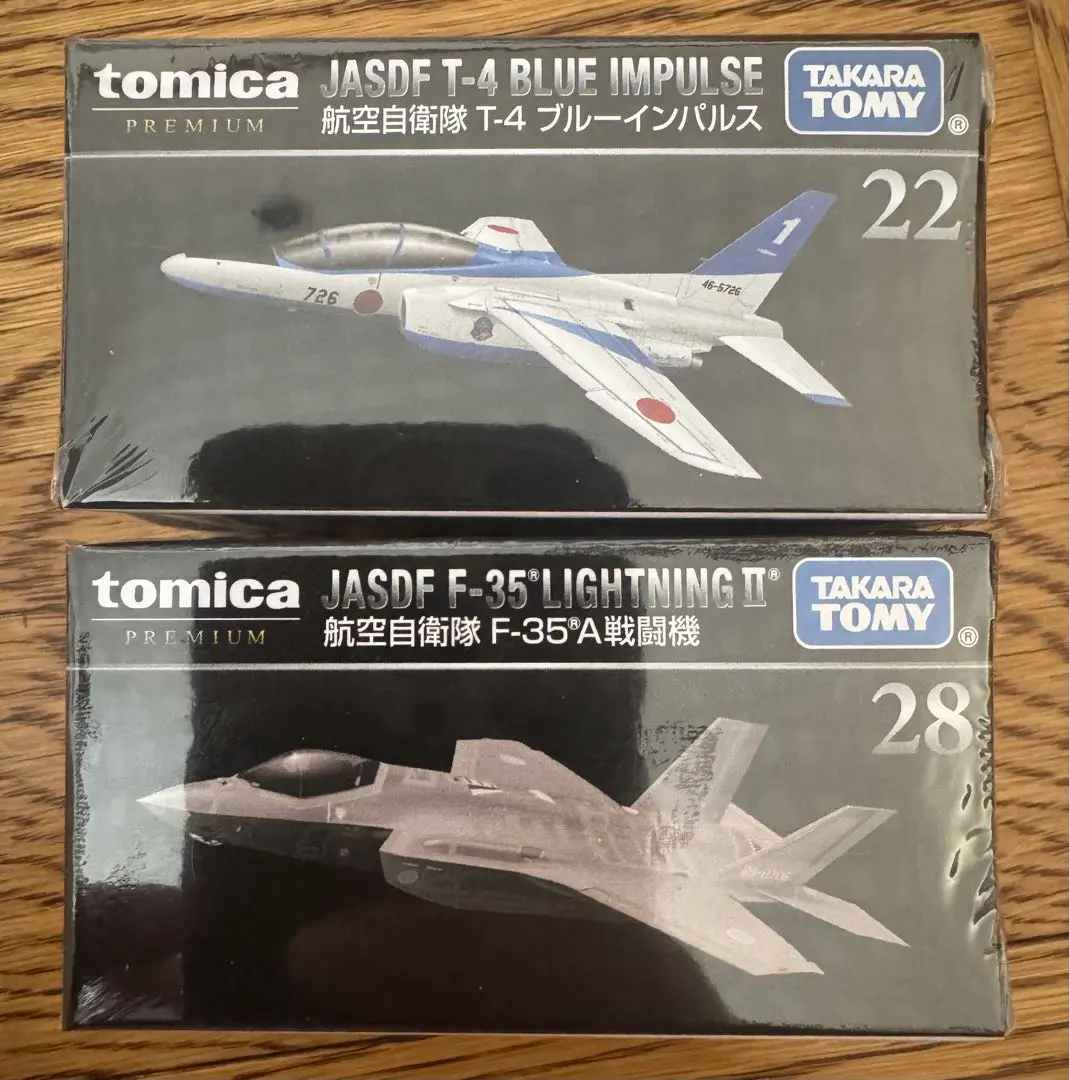 tomica
PREMIUM
JASDF T-4 BLUE IMPULSE
航空自衛隊 T-4 ブルーインパルス
TAKARA
TOMY
®
22
1
46-5726
726
tomica
PREMIUM
JASDF F-35® LIGHTNING II®
航空自衛隊 F-35®A戦闘機
TAKARA
TOMY
®
28